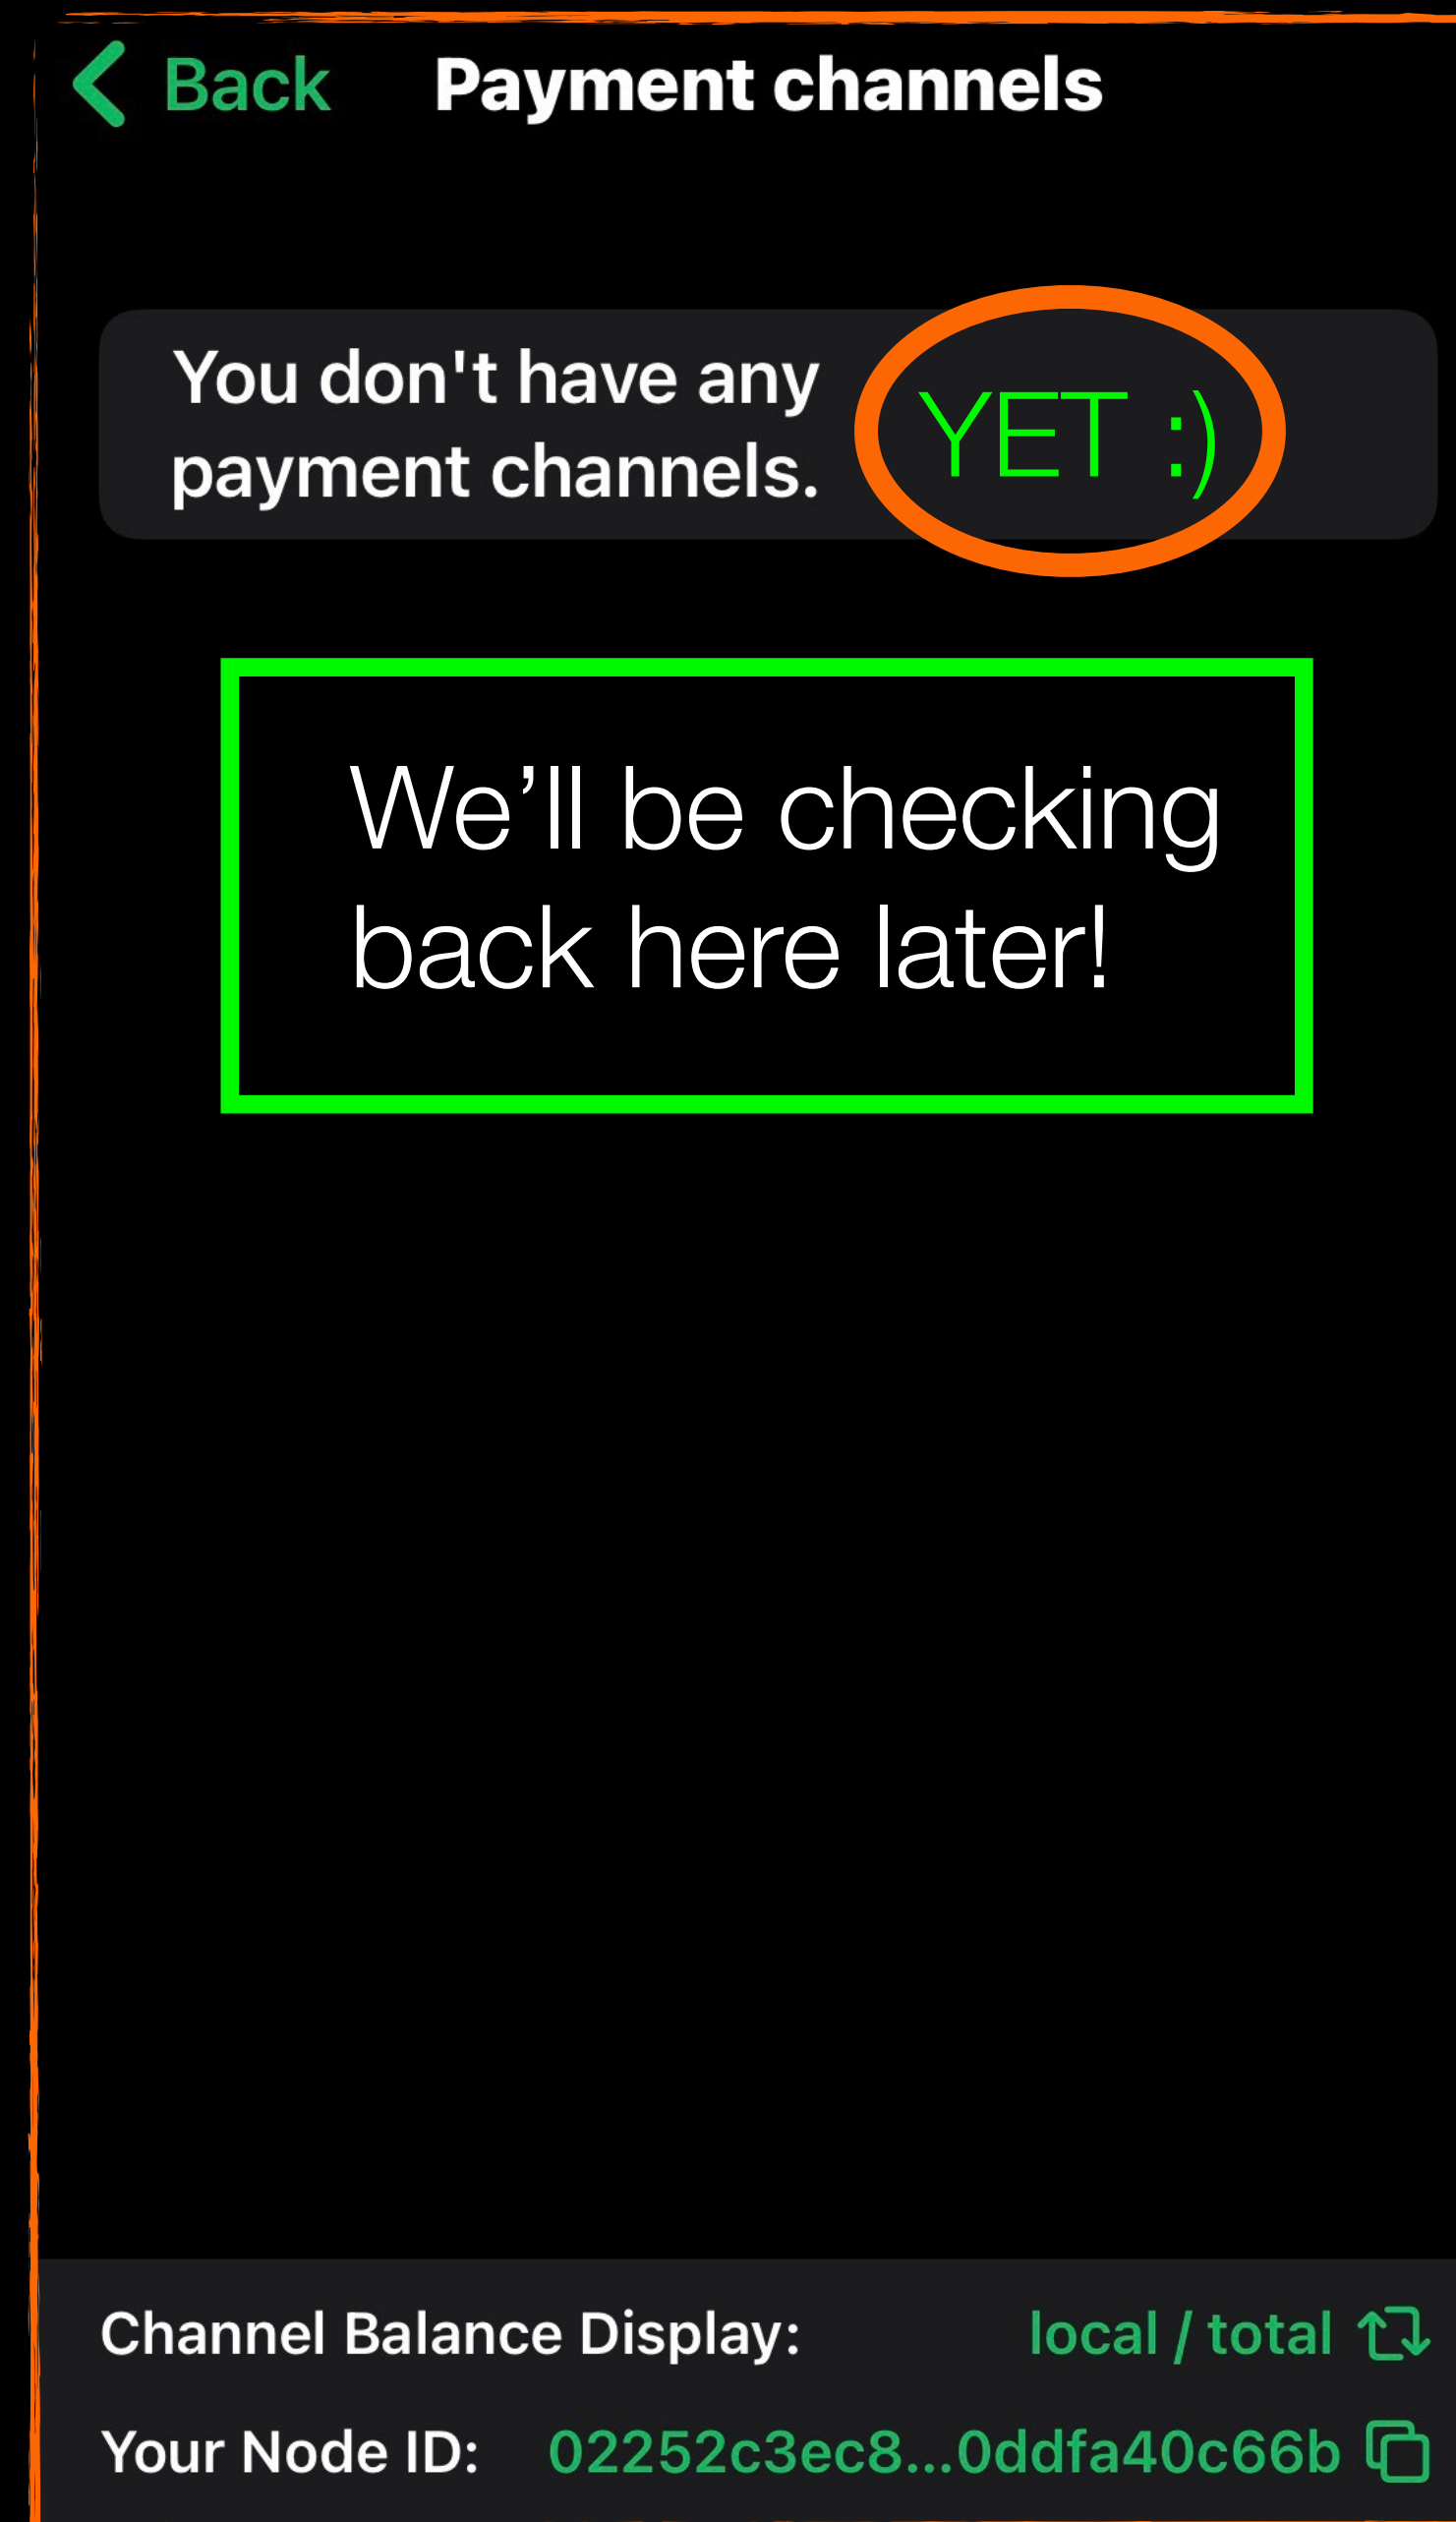 Back Payment channels
You don't have any
payment channels.
YET :)
We’ll be checking
back here later!
Channel Balance Display: local / total
Your Node ID: 02252c3ec8...0ddfa40c66b